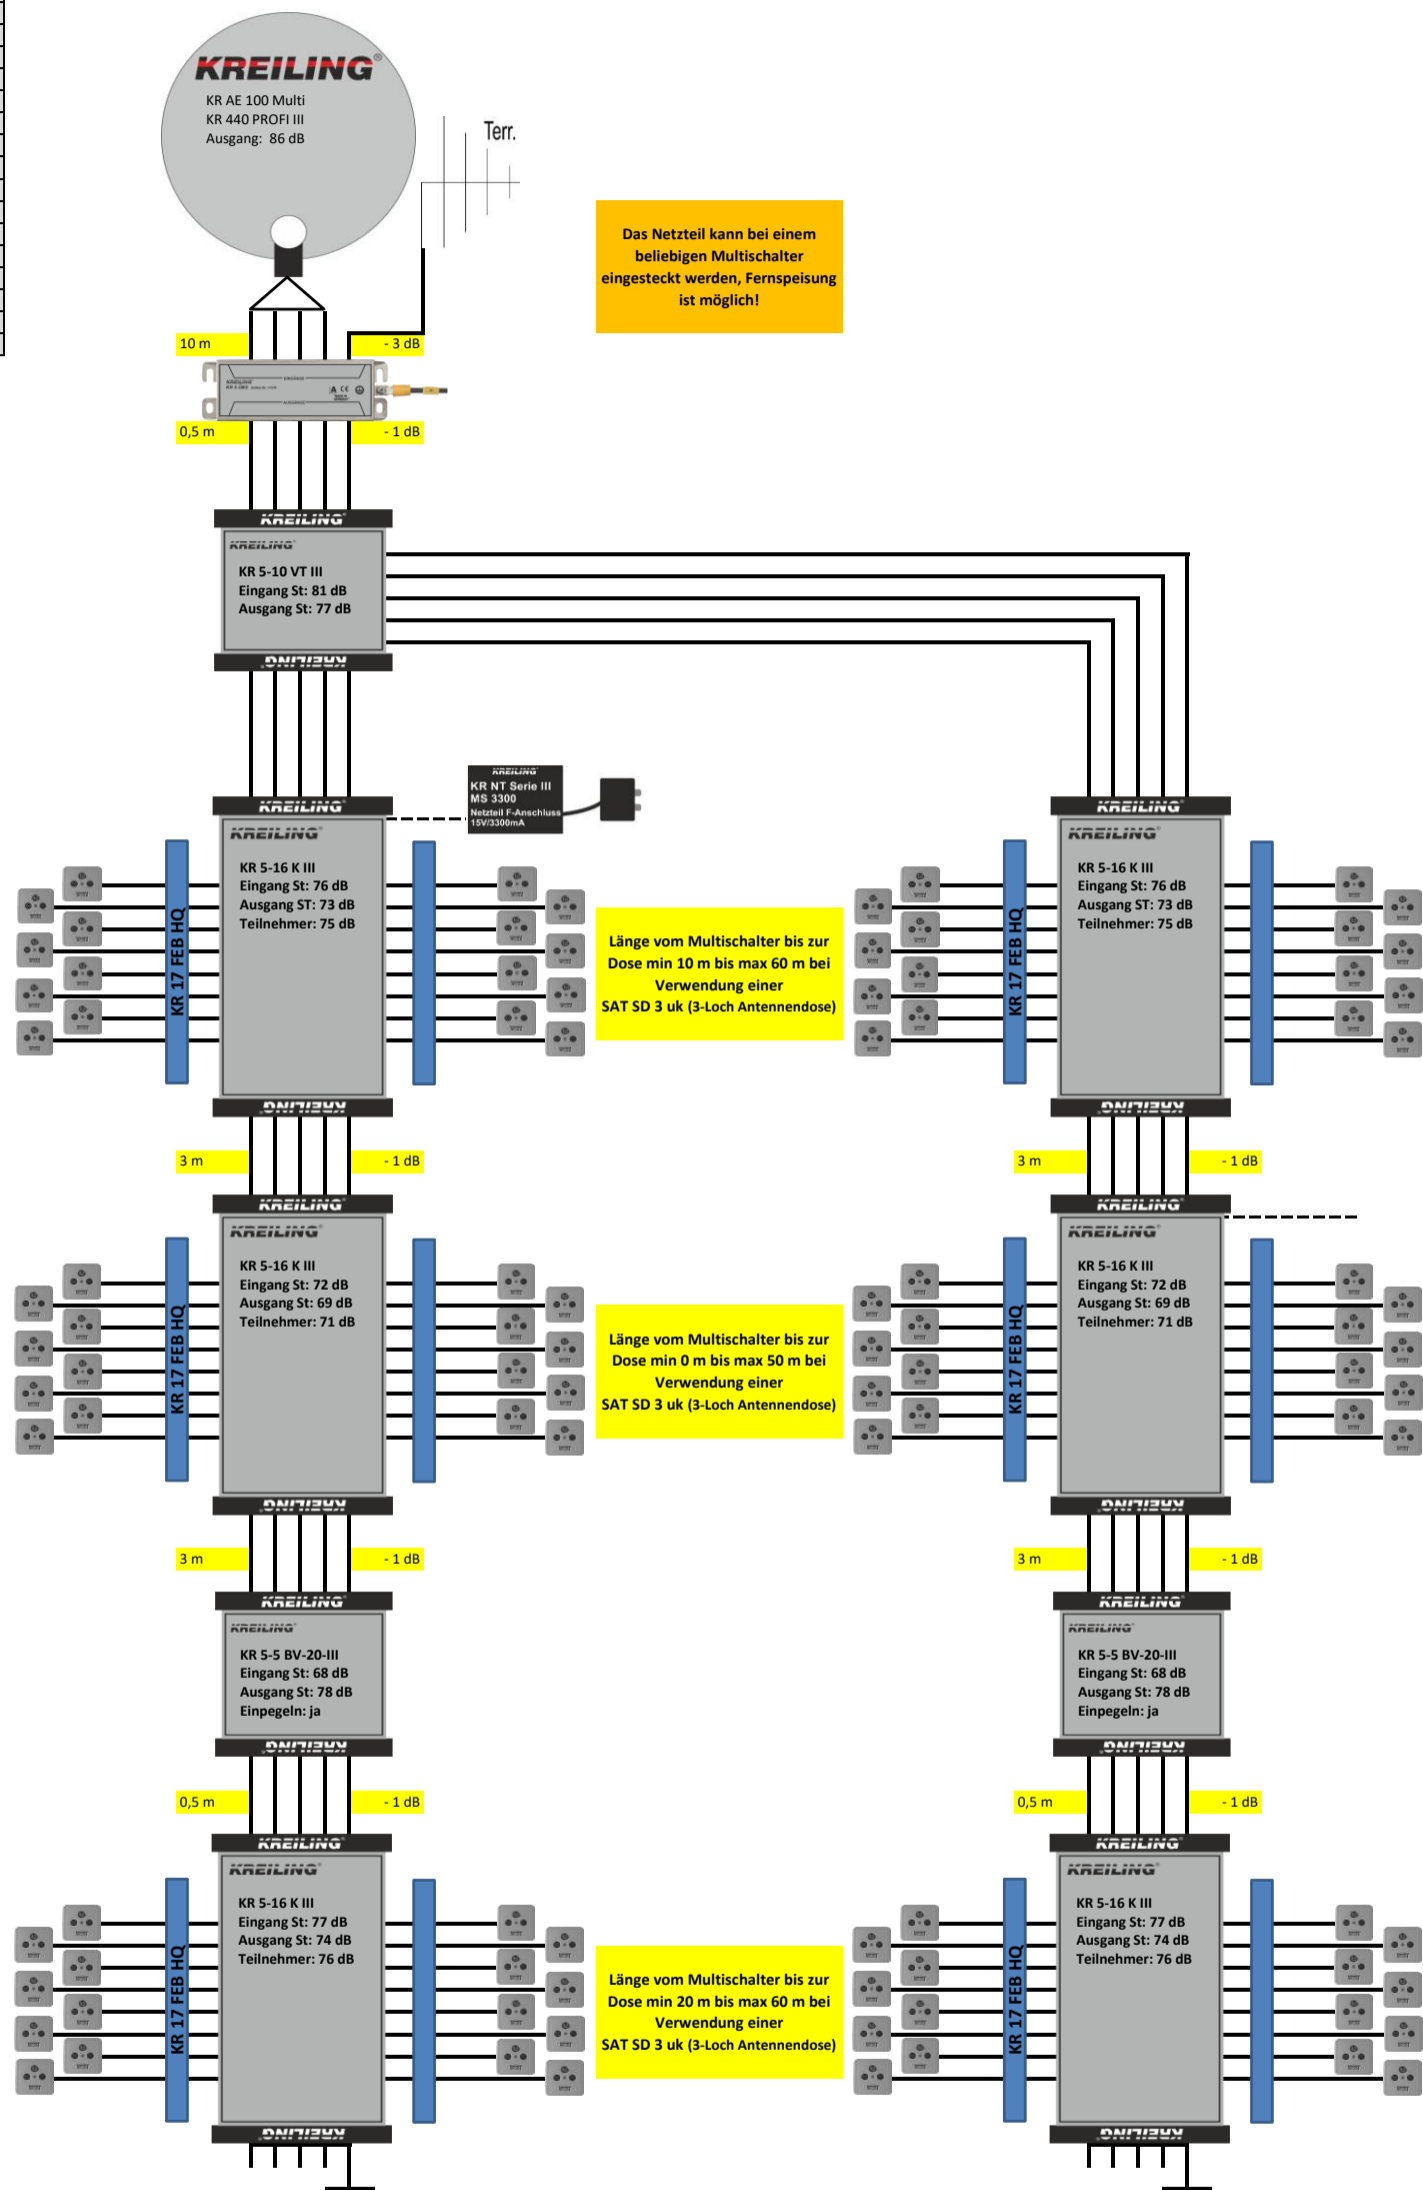 KREILING®
KR AE 100 Multi
KR 440 PROFI III
Ausgang: 86 dB
Terr.
Das Netzteil kann bei einem
beliebigen Multischalter
eingesteckt werden, Fernspeisung
ist möglich!
10 m
- 3 dB
KREILING
0,5 m
- 1 dB
KREILING
KREILING
KR 5-10 VT III
Eingang St: 81 dB
Ausgang St: 77 dB
KREILING
KREILING
KR NT Serie III
MS 3300
Netzteil F-Anschluss
15V/3300mA
KREILING
KREILING
KR 17 FEB HQ
KR 5-16 K III
Eingang St: 76 dB
Ausgang ST: 73 dB
Teilnehmer: 75 dB
KREILING
Länge vom Multischalter bis zur
Dose min 10 m bis max 60 m bei
Verwendung einer
SAT SD 3 uk (3-Loch Antennendose)
KREILING
KREILING
KR 17 FEB HQ
KR 5-16 K III
Eingang St: 76 dB
Ausgang ST: 73 dB
Teilnehmer: 75 dB
KREILING
3 m
- 1 dB
3 m
- 1 dB
KREILING
KREILING
KR 17 FEB HQ
KR 5-16 K III
Eingang St: 72 dB
Ausgang St: 69 dB
Teilnehmer: 71 dB
KREILING
Länge vom Multischalter bis zur
Dose min 0 m bis max 50 m bei
Verwendung einer
SAT SD 3 uk (3-Loch Antennendose)
KREILING
KREILING
KR 17 FEB HQ
KR 5-16 K III
Eingang St: 72 dB
Ausgang St: 69 dB
Teilnehmer: 71 dB
KREILING
3 m
- 1 dB
3 m
- 1 dB
KREILING
KREILING
KR 5-5 BV-20-III
Eingang St: 68 dB
Ausgang St: 78 dB
Einpegeln: ja
KREILING
KREILING
KREILING
KR 5-5 BV-20-III
Eingang St: 68 dB
Ausgang St: 78 dB
Einpegeln: ja
KREILING
0,5 m
- 1 dB
0,5 m
- 1 dB
KREILING
KREILING
KR 17 FEB HQ
KR 5-16 K III
Eingang St: 77 dB
Ausgang St: 74 dB
Teilnehmer: 76 dB
KREILING
Länge vom Multischalter bis zur
Dose min 20 m bis max 60 m bei
Verwendung einer
SAT SD 3 uk (3-Loch Antennendose)
KREILING
KREILING
KR 17 FEB HQ
KR 5-16 K III
Eingang St: 77 dB
Ausgang St: 74 dB
Teilnehmer: 76 dB
KREILING